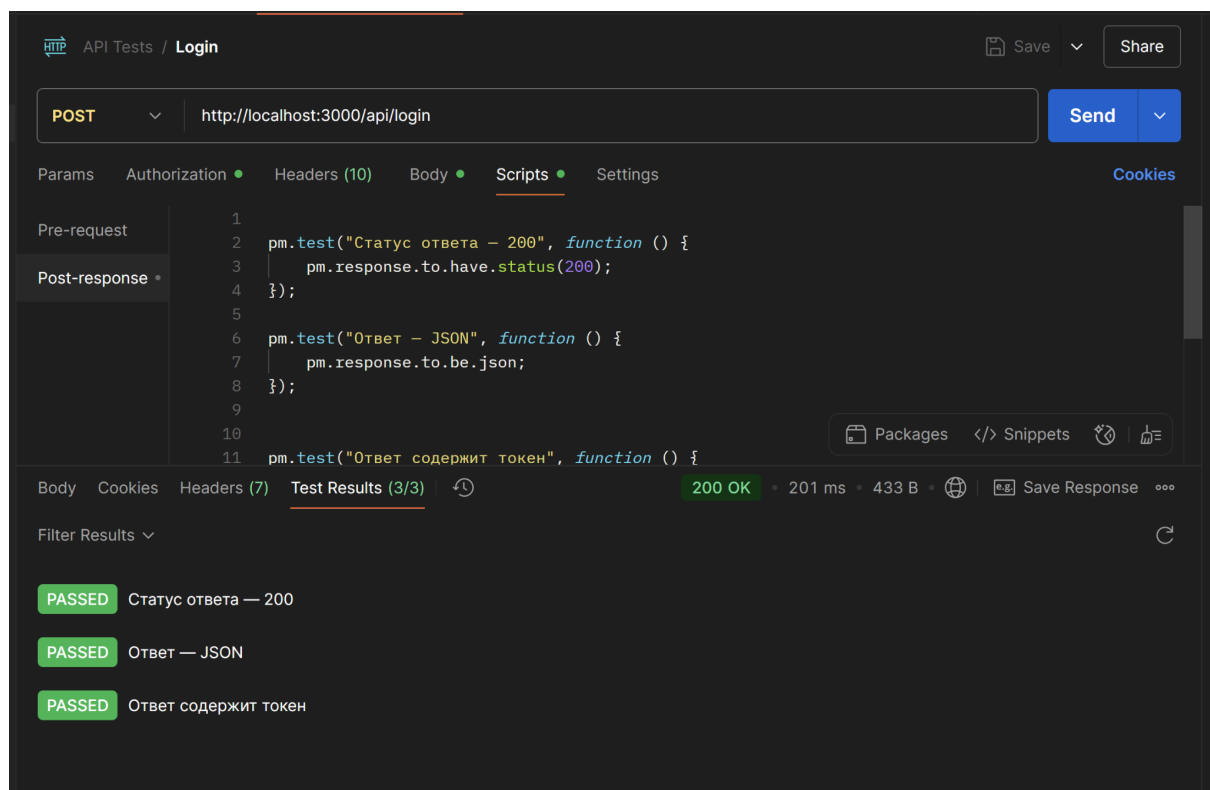 HTTP API Tests / Login Save Share
POST http://localhost:3000/api/login Send
Params Authorization Headers (10) Body Scripts Settings Cookies
Pre-request
Post-response
1
2 pm.test("Статус ответа — 200", function () {
3 pm.response.to.have.status(200);
4 });
5
6 pm.test("Ответ — JSON", function () {
7 pm.response.to.be.json;
8 });
9
10
11 pm.test("Ответ содержит токен", function () {
Packages </> Snippets
Body Cookies Headers (7) Test Results (3/3) 200 OK • 201 ms • 433 B • e.g. Save Response
Filter Results
PASSED Статус ответа — 200
PASSED Ответ — JSON
PASSED Ответ содержит токен